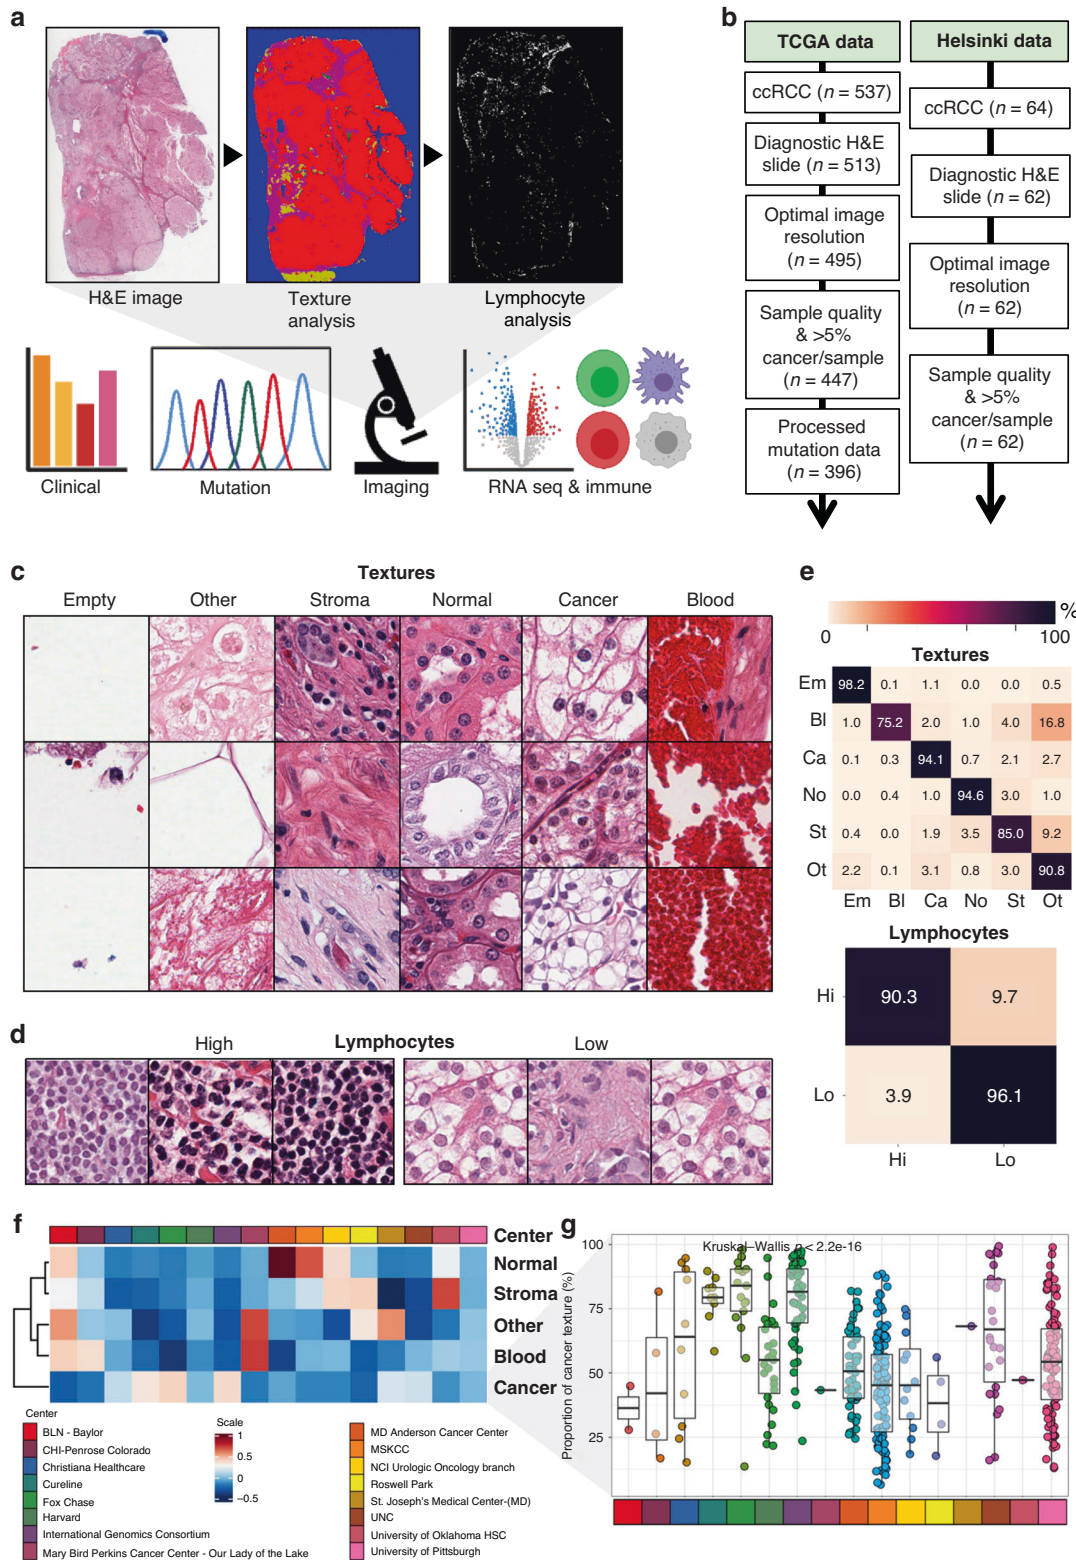 a
H&E image
Texture
analysis
Lymphocyte
analysis
Clinical
Mutation
Imaging
RNA seq & immune
b
TCGA data
ccRCC (n = 537)
Diagnostic H&E
slide (n = 513)
Optimal image
resolution
(n = 495)
Sample quality
& >5%
cancer/sample
(n = 447)
Processed
mutation data
(n = 396)
Helsinki data
ccRCC (n = 64)
Diagnostic H&E
slide (n = 62)
Optimal image
resolution
(n = 62)
Sample quality
& >5%
cancer/sample
(n = 62)
c
Textures
Empty Other Stroma Normal Cancer Blood
d
High Lymphocytes Low
e
%
0 100
Textures
Em 98.2 0.1 1.1 0.0 0.0 0.5
Bl 1.0 75.2 2.0 1.0 4.0 16.8
Ca 0.1 0.3 94.1 0.7 2.1 2.7
No 0.0 0.4 1.0 94.6 3.0 1.0
St 0.4 0.0 1.9 3.5 85.0 9.2
Ot 2.2 0.1 3.1 0.8 3.0 90.8
Em Bl Ca No St Ot
Lymphocytes
Hi 90.3 9.7
Lo 3.9 96.1
Hi Lo
f
Center
Normal
Stroma
Other
Blood
Cancer
Center
BLN - Baylor
CHI-Penrose Colorado
Christiana Healthcare
Cureline
Fox Chase
Harvard
International Genomics Consortium
Mary Bird Perkins Cancer Center - Our Lady of the Lake
Scale
1
0.5
0
−0.5
MD Anderson Cancer Center
MSKCC
NCI Urologic Oncology branch
Roswell Park
St. Joseph's Medical Center-(MD)
UNC
University of Oklahoma HSC
University of Pittsburgh
g
Kruskal–Wallis p < 2.2e-16
Proportion of cancer texture (%)
100
75
50
25